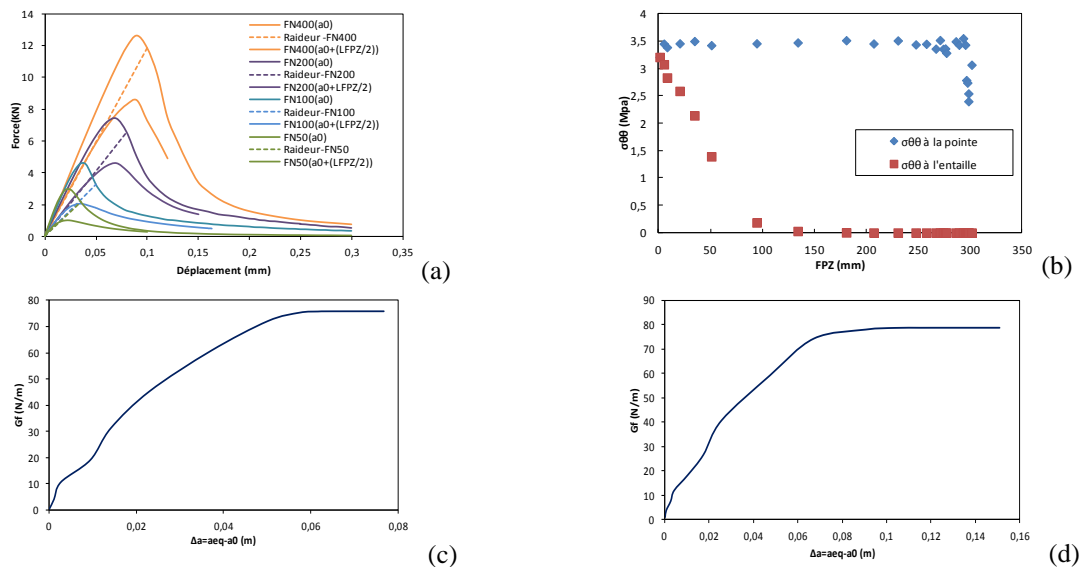 14
12
10
8
6
4
2
0
0 0,05 0,1 0,15 0,2 0,25 0,3 0,35
Force(KN)
Déplacement (mm)
FN400(a0)
Raideur -FN400
FN400(a0+(LFPZ/2))
FN200(a0)
Raideur-FN200
FN200(a0+LFPZ/2)
FN100(a0)
Raideur-FN100
FN100(a0+(LFPZ/2))
FN50(a0)
Raideur-FN50
FN50(a0+(LFPZ/2))
(a)
4
3,5
3
2,5
2
1,5
1
0,5
0
0 50 100 150 200 250 300 350
σθθ (Mpa)
FPZ (mm)
σθθ à la pointe
σθθ à l'entaille
(b)
80
70
60
50
40
30
20
10
0
0 0,02 0,04 0,06 0,08
Gf (N/m)
Δa=aeq-a0 (m)
(c)
90
80
70
60
50
40
30
20
10
0
0 0,02 0,04 0,06 0,08 0,1 0,12 0,14 0,16
Gf (N/m)
Δa=aeq-a0 (m)
(d)